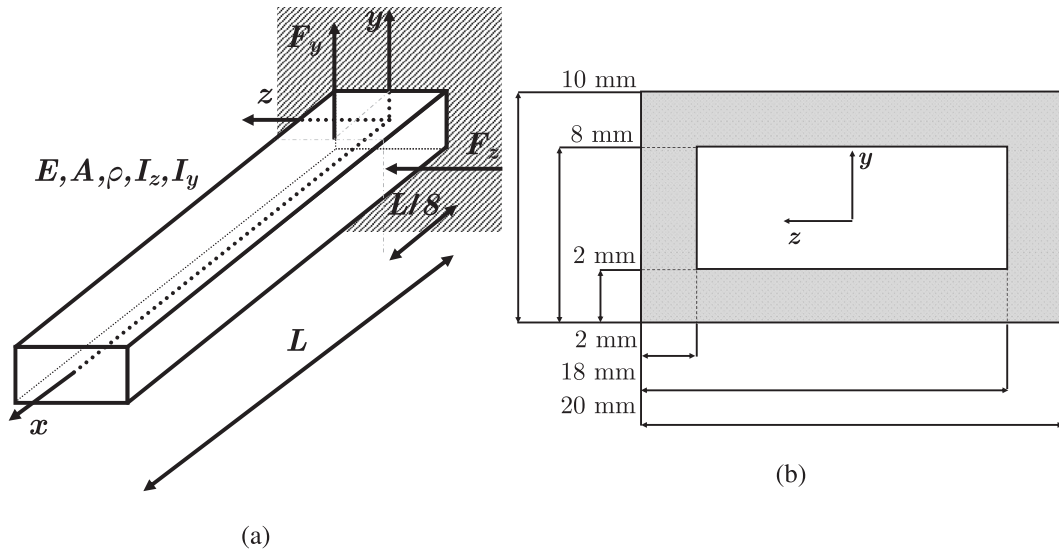 F_y
y
z
F_z
E,A,ρ,I_z,I_y
L/8
L
x
(a)
10 mm
8 mm
y
z
2 mm
2 mm
18 mm
20 mm
(b)